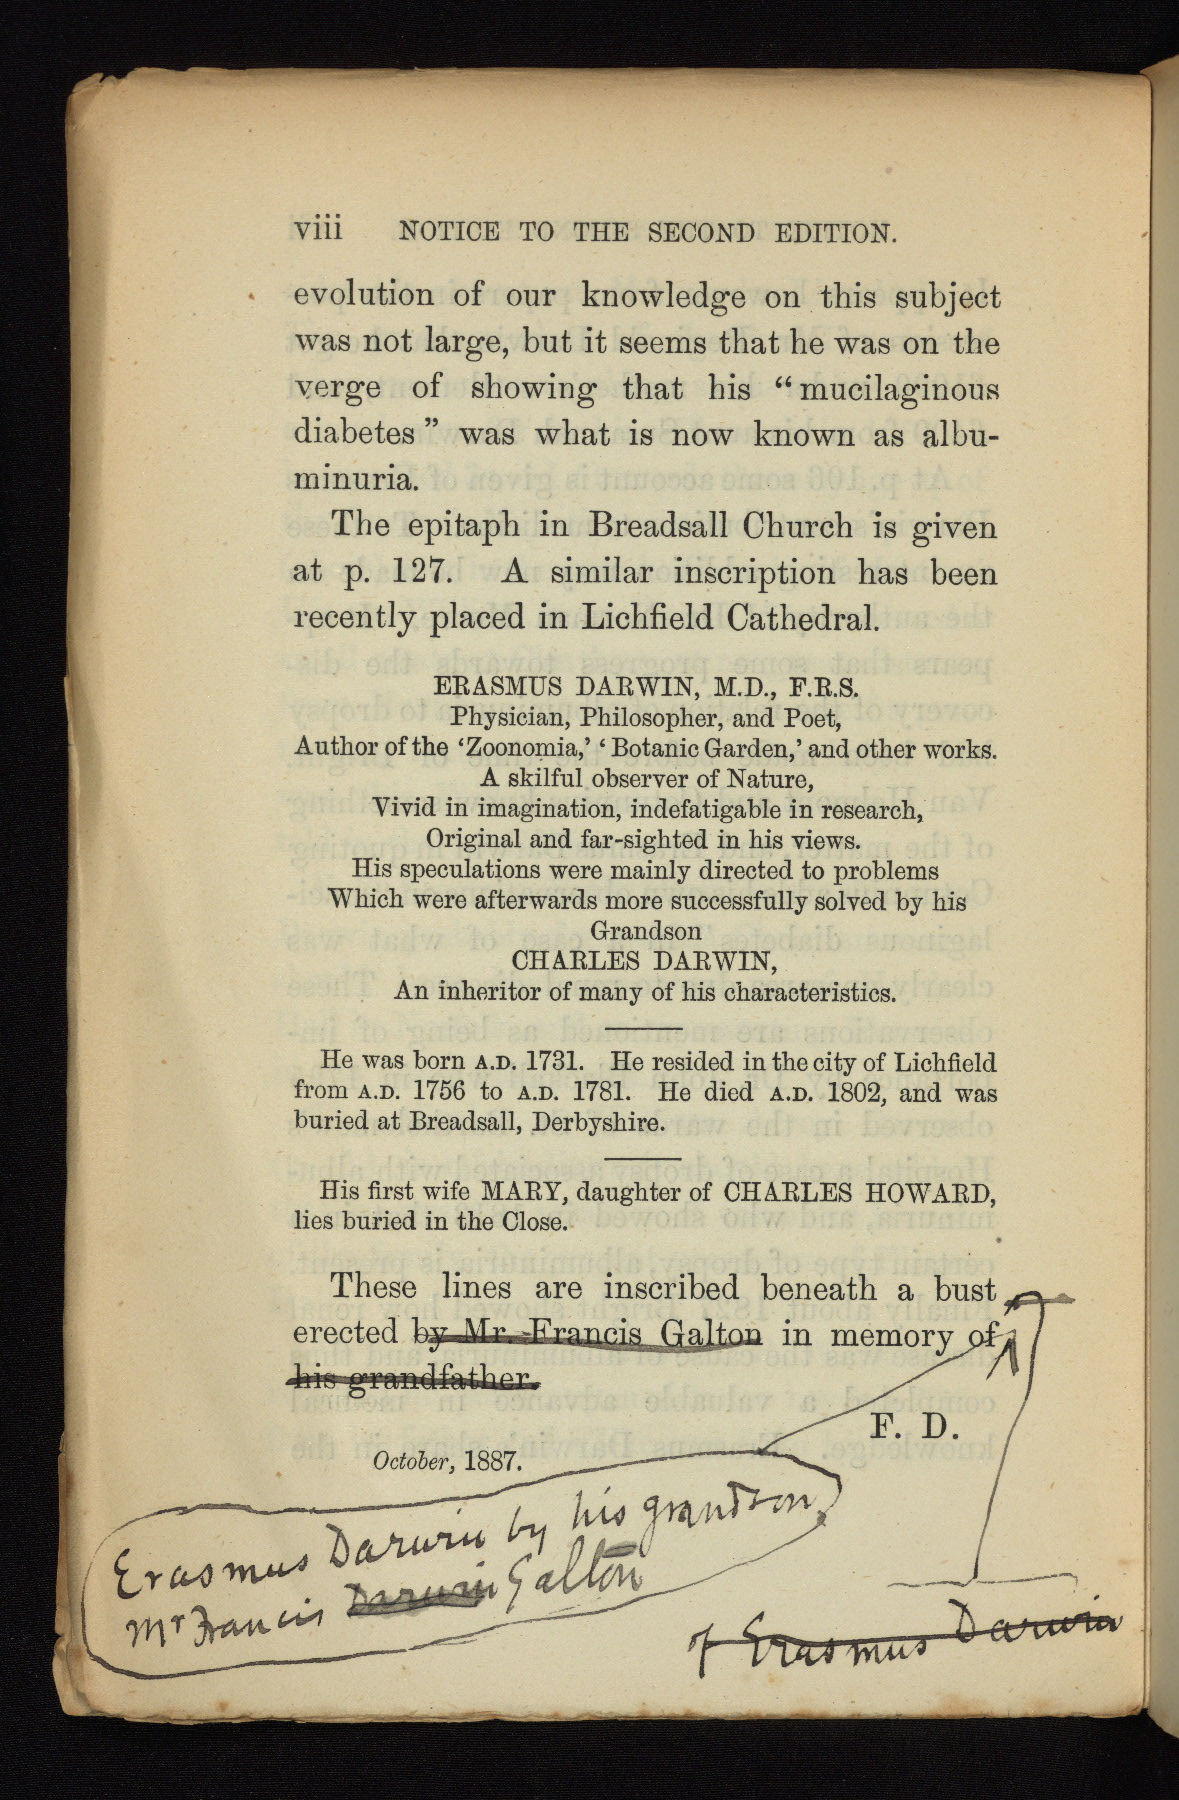 viii NOTICE TO THE SECOND EDITION.
evolution of our knowledge on this subject
was not large, but it seems that he was on the
verge of showing that his “mucilaginous
diabetes” was what is now known as albu-
minuria.
The epitaph in Breadsall Church is given
at p. 127. A similar inscription has been
recently placed in Lichfield Cathedral.
ERASMUS DARWIN, M.D., F.R.S.
Physician, Philosopher, and Poet,
Author of the ‘Zoonomia,’ ‘Botanic Garden,’ and other works.
A skilful observer of Nature,
Vivid in imagination, indefatigable in research,
Original and far-sighted in his views.
His speculations were mainly directed to problems
Which were afterwards more successfully solved by his
Grandson
CHARLES DARWIN,
An inheritor of many of his characteristics.
He was born A.D. 1731. He resided in the city of Lichfield
from A.D. 1756 to A.D. 1781. He died A.D. 1802, and was
buried at Breadsall, Derbyshire.
His first wife MARY, daughter of CHARLES HOWARD,
lies buried in the Close.
These lines are inscribed beneath a bust
erected by Mr. Francis Galton in memory of
his grandfather.
F. D.
October, 1887.
Erasmus Darwin by his grandson
Mr Francis Darwin Galton
of Erasmus Darwin